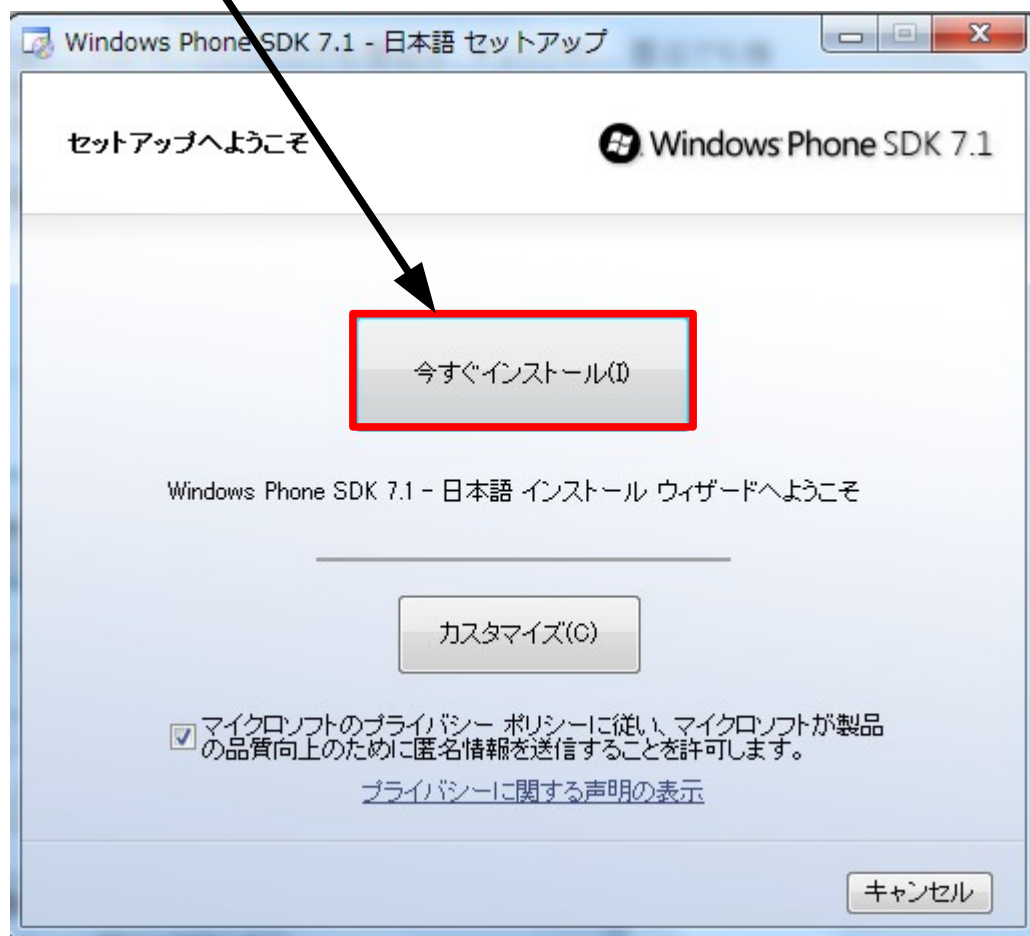 Windows Phone SDK 7.1 - 日本語 セットアップ
セットアップへようこそ
Windows Phone SDK 7.1
今すぐインストール(I)
Windows Phone SDK 7.1 - 日本語 インストール ウィザードへようこそ
カスタマイズ(C)
マイクロソフトのプライバシー ポリシーに従い、マイクロソフトが製品
の品質向上のために匿名情報を送信することを許可します。
プライバシーに関する声明の表示
キャンセル